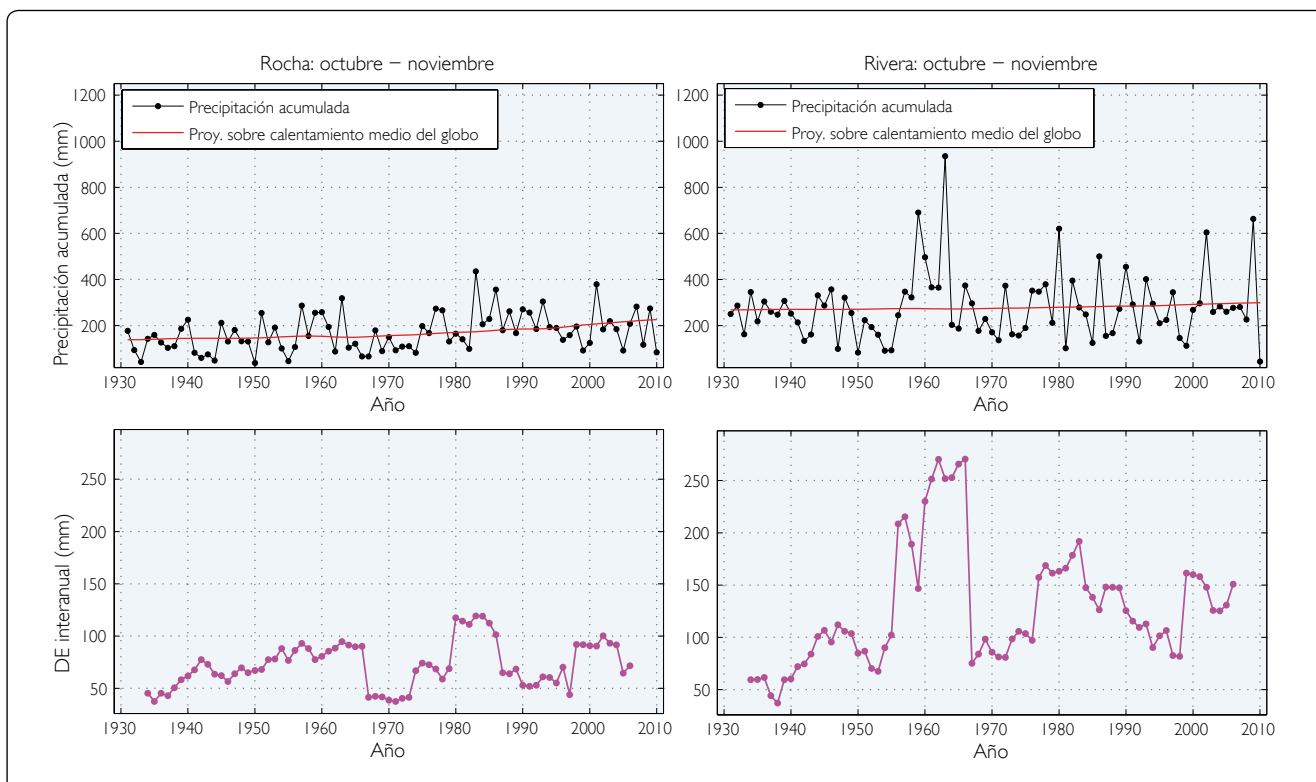 Rocha: octubre – noviembre
Precipitación acumulada (mm)
1200
1000
800
600
400
200
Precipitación acumulada
Proy. sobre calentamiento medio del globo
1930 1940 1950 1960 1970 1980 1990 2000 2010
Año
Rivera: octubre – noviembre
1200
1000
800
600
400
200
Precipitación acumulada
Proy. sobre calentamiento medio del globo
1930 1940 1950 1960 1970 1980 1990 2000 2010
Año
DE interanual (mm)
250
200
150
100
50
1930 1940 1950 1960 1970 1980 1990 2000 2010
Año
250
200
150
100
50
1930 1940 1950 1960 1970 1980 1990 2000 2010
Año